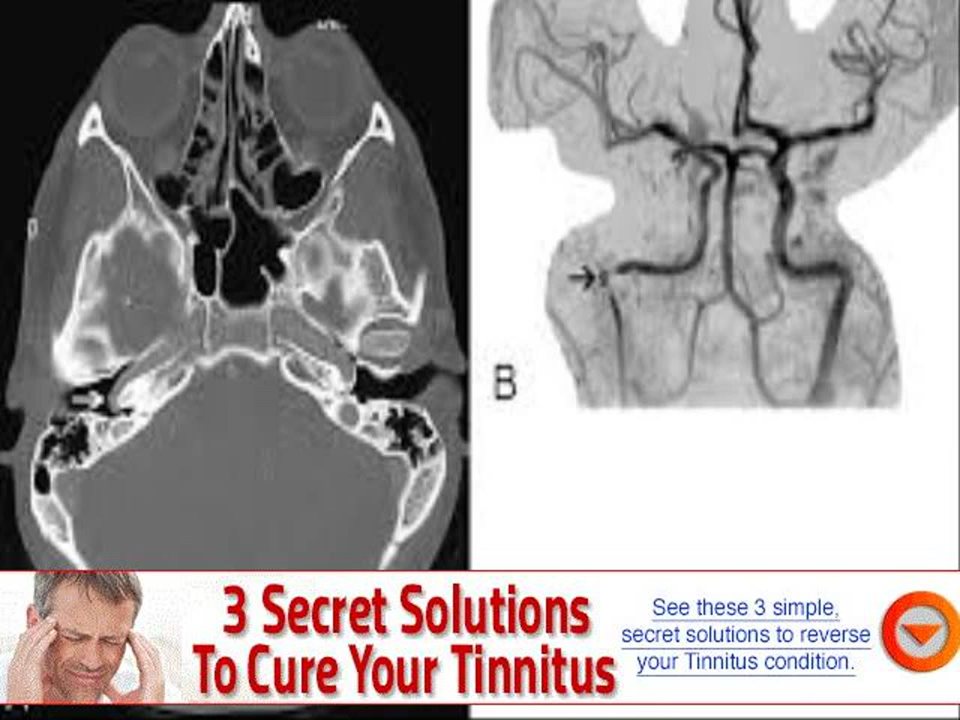 B
3 Secret Solutions
To Cure Your Tinnitus
See these 3 simple,
secret solutions to reverse
your Tinnitus condition.